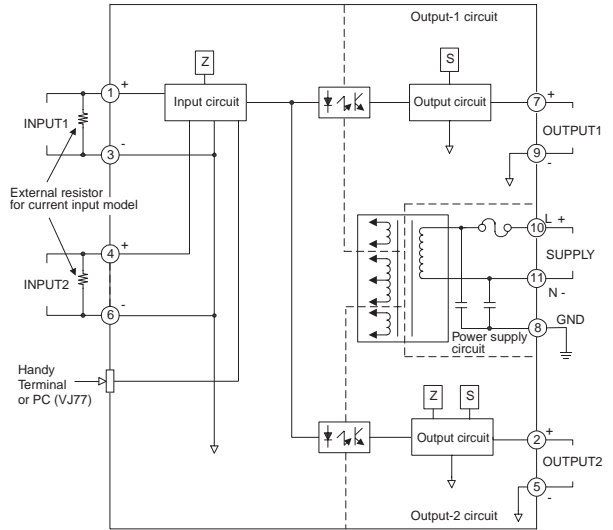 Output-1 circuit
Z
S
1
+
Input circuit
Output circuit
7
+
INPUT1
OUTPUT1
3
-
9
-
External resistor
for current input model
L +
10
4
+
SUPPLY
INPUT2
11
N -
6
-
8
GND
Power supply
circuit
Handy
Terminal
or PC (VJ77)
Z
S
Output circuit
2
+
OUTPUT2
5
-
Output-2 circuit